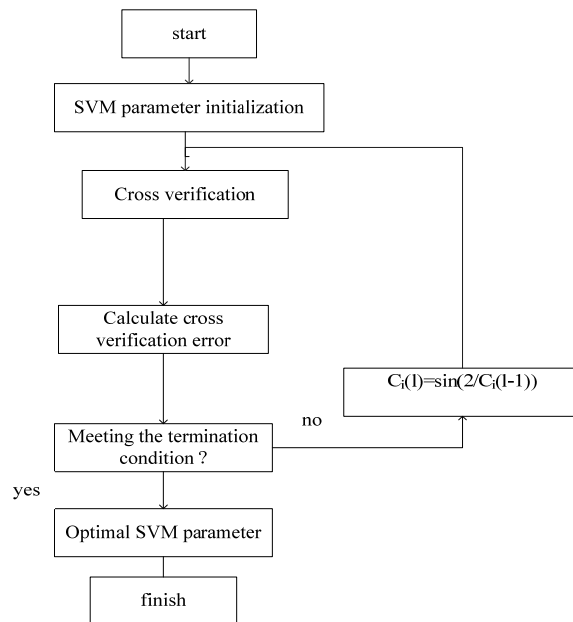 start
SVM parameter initialization
Cross verification
Calculate cross
verification error
Cᵢ(l)=sin(2/Cᵢ(l-1))
no
Meeting the termination
condition ?
yes
Optimal SVM parameter
finish